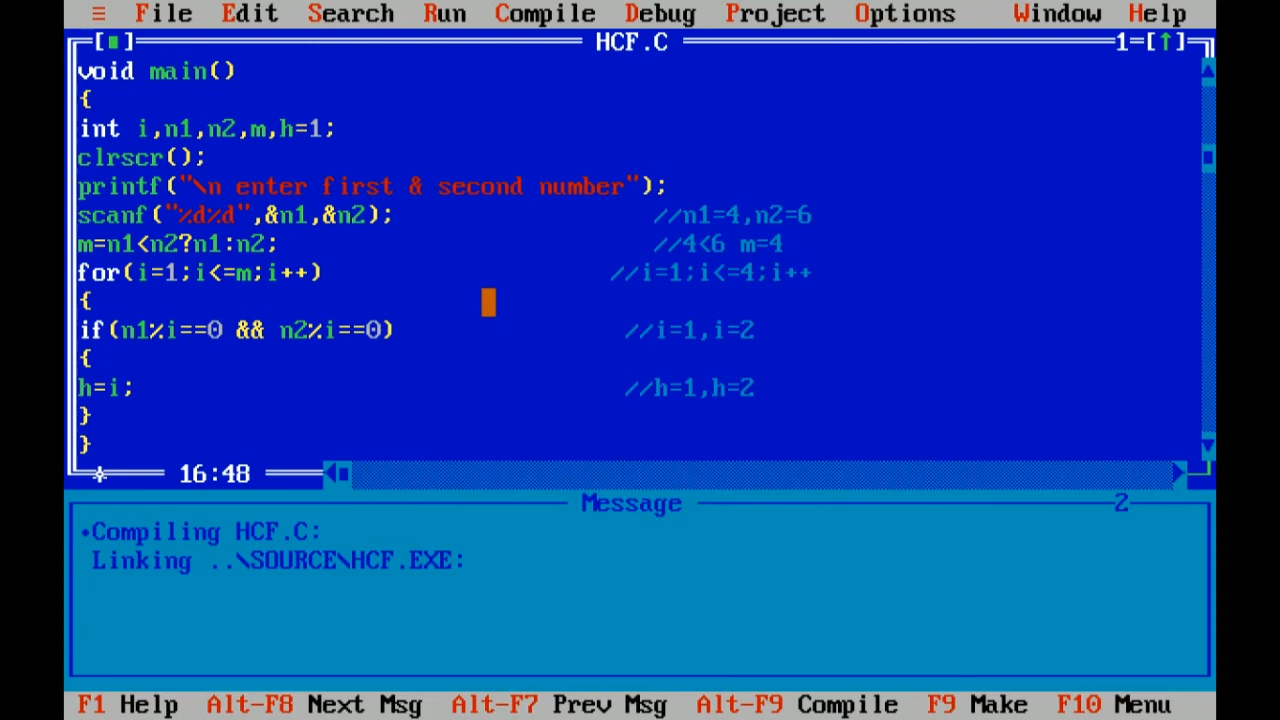 ≡ File Edit Search Run Compile Debug Project Options Window Help
[■] HCF.C 1=[↑]
void main()
{
int i,n1,n2,m,h=1;
clrscr();
printf("\n enter first & second number");
scanf("%d%d",&n1,&n2); //n1=4,n2=6
m=n1<n2?n1:n2; //4<6 m=4
for(i=1;i<=m;i++) //i=1;i<=4;i++
{
if(n1%i==0 && n2%i==0) //i=1,i=2
{
h=i; //h=1,h=2
}
}
16:48
Message 2
•Compiling HCF.C:
Linking ..\SOURCE\HCF.EXE:
F1 Help Alt-F8 Next Msg Alt-F7 Prev Msg Alt-F9 Compile F9 Make F10 Menu